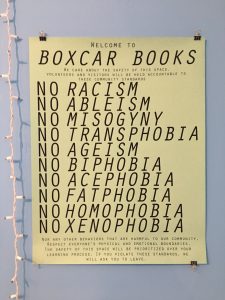 Welcome to
BOXCAR BOOKS
We care about the safety of this space.
Volunteers and visitors will be held accountable to
these community standards
NO RACISM
NO ABLEISM
NO MISOGYNY
NO TRANSPHOBIA
NO AGEISM
NO BIPHOBIA
NO ACEPHOBIA
NO FATPHOBIA
NO HOMOPHOBIA
NO XENOPHOBIA
Nor any other behaviors that are harmful to our community.
Respect everyone's physical and emotional boundaries.
The safety of this space will be prioritized over your
learning process. If you violate these standards, we
will ask you to leave.